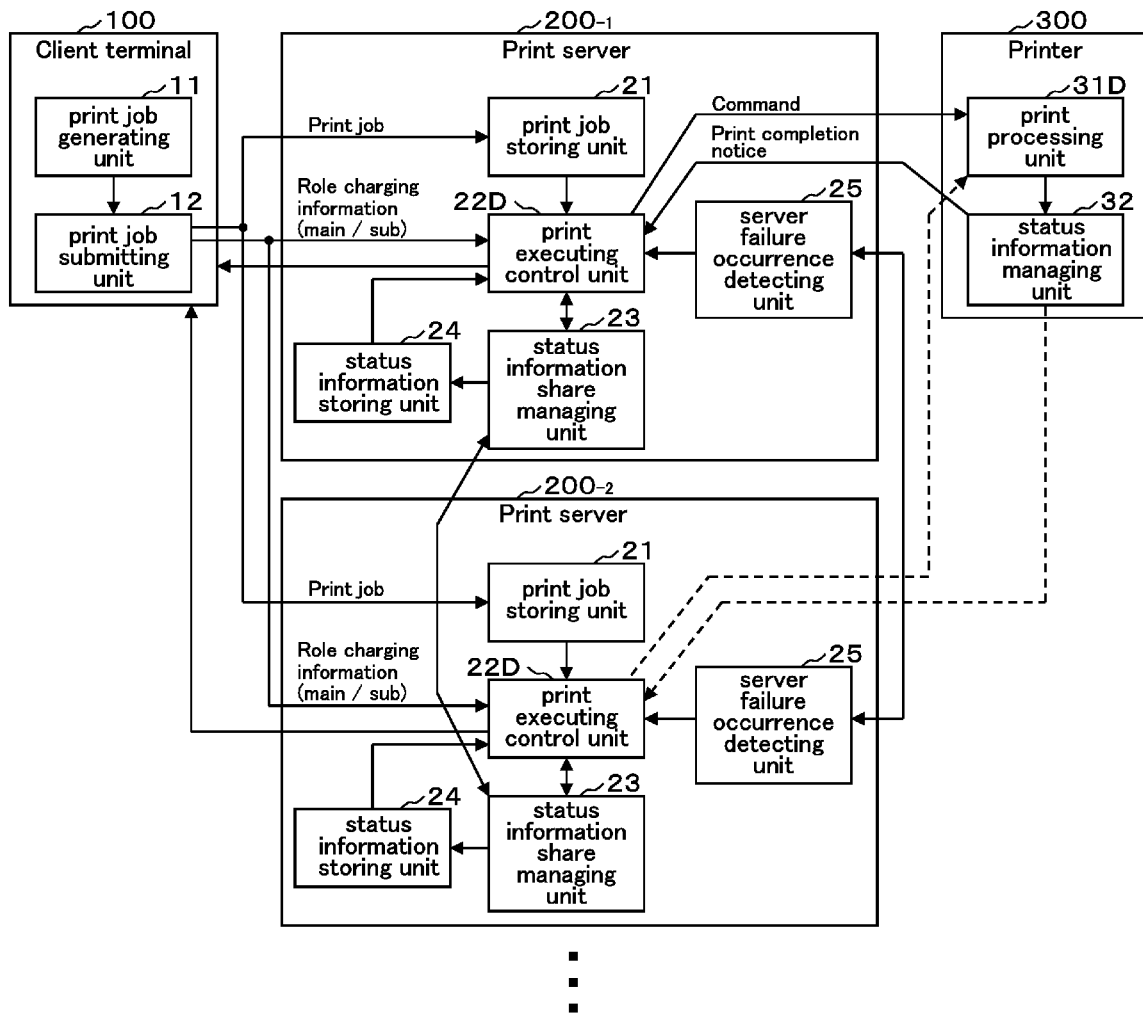 100
Client terminal
11
print job
generating
unit
12
print job
submitting
unit
200-1
Print server
Print job
21
print job
storing unit
Role charging
information
(main / sub)
22D
print
executing
control unit
25
server
failure
occurrence
detecting
unit
24
status
information
storing unit
23
status
information
share
managing
unit
Command
Print completion
notice
300
Printer
31D
print
processing
unit
32
status
information
managing
unit
200-2
Print server
Print job
21
print job
storing unit
Role charging
information
(main / sub)
22D
print
executing
control unit
25
server
failure
occurrence
detecting
unit
24
status
information
storing unit
23
status
information
share
managing
unit